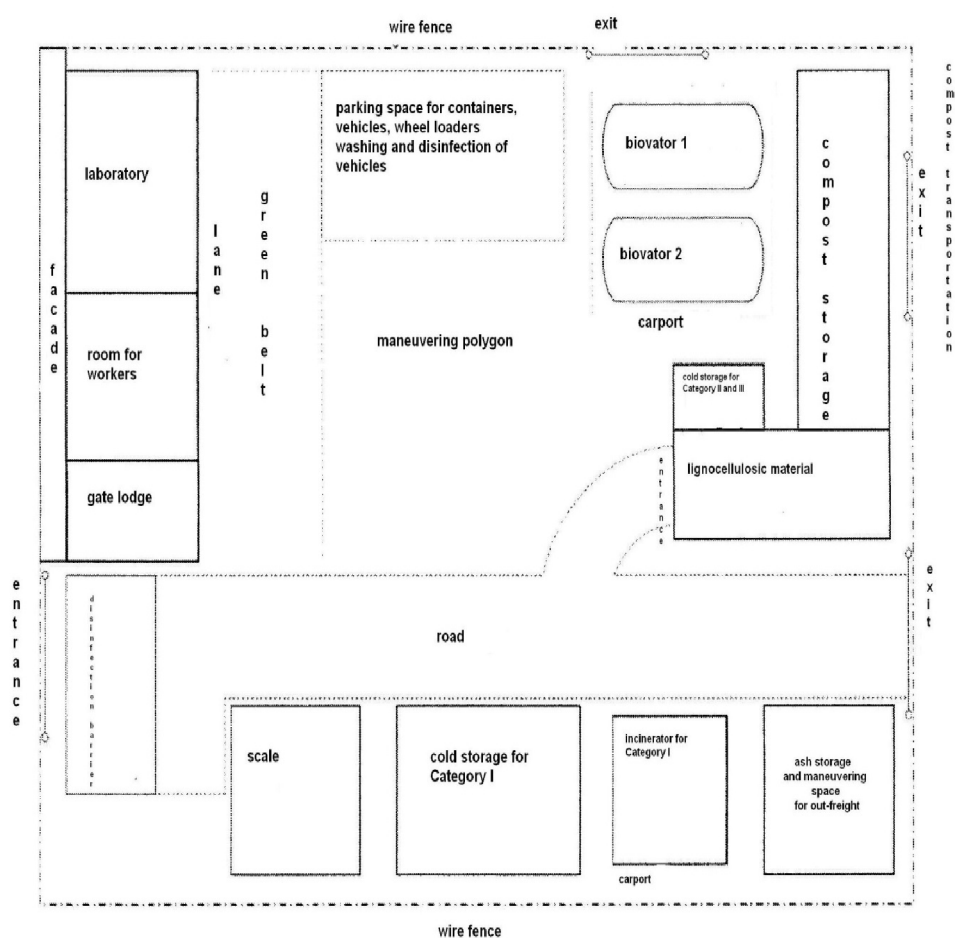 wire fence
exit
compost transportation
laboratory
parking space for containers,
vehicles, wheel loaders
washing and disinfection of
vehicles
biovator 1
compost storage
exit
green belt
lane
facade
biovator 2
carport
maneuvering polygon
room for
workers
cold storage for
Category II and III
entrance
lignocellulosic material
gate lodge
entrance
disinfection barrier
road
exit
scale
cold storage for
Category I
incinerator for
Category I
ash storage
and maneuvering
space
for out-freight
carport
wire fence